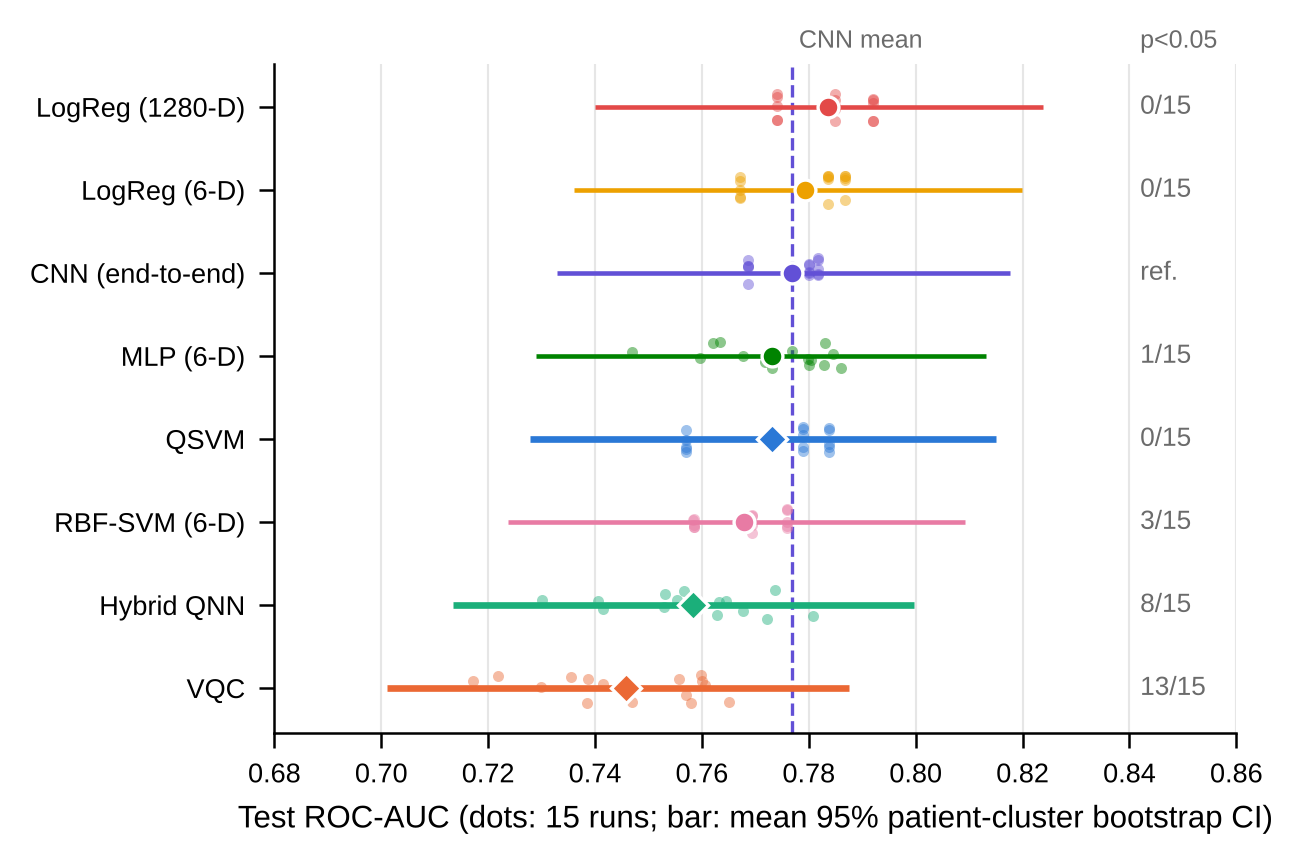 CNN mean p<0.05
LogReg (1280-D) 0/15
LogReg (6-D) 0/15
CNN (end-to-end) ref.
MLP (6-D) 1/15
QSVM 0/15
RBF-SVM (6-D) 3/15
Hybrid QNN 8/15
VQC 13/15
0.68 0.70 0.72 0.74 0.76 0.78 0.80 0.82 0.84 0.86
Test ROC-AUC (dots: 15 runs; bar: mean 95% patient-cluster bootstrap CI)